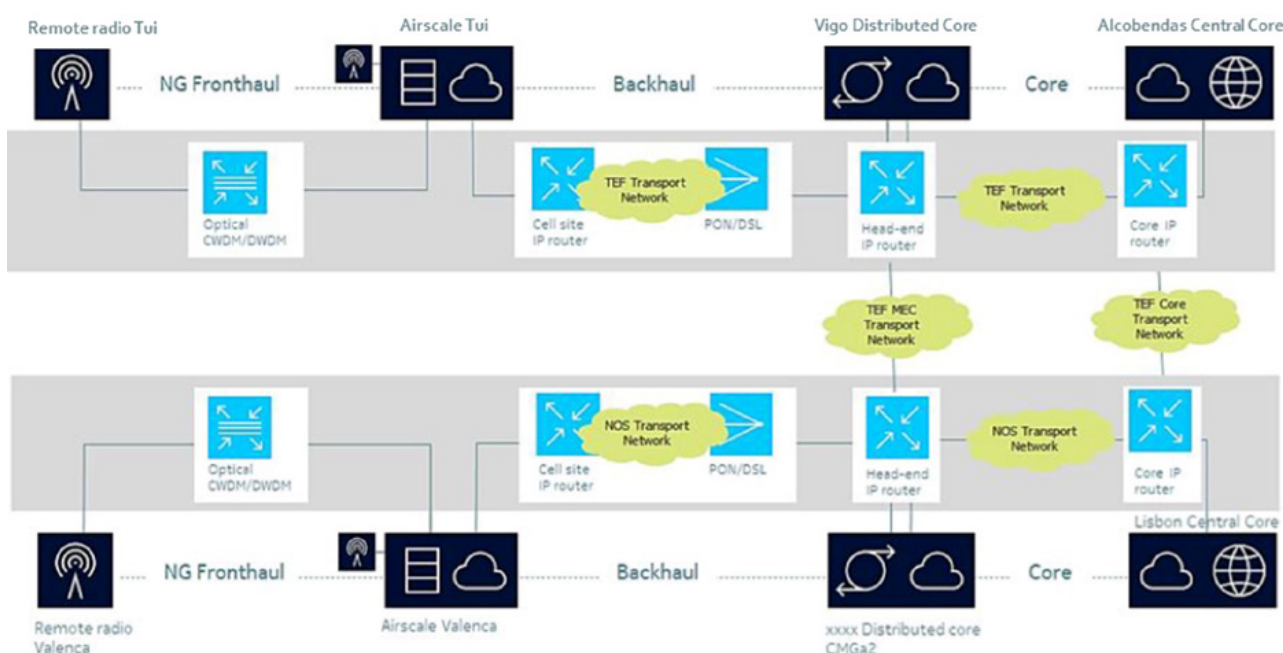 Remote radio Tui
Airscale Tui
Vigo Distributed Core
Alcobendas Central Core
NG Fronthaul
Backhaul
Core
Optical
CWDM/DWDM
Cell site
IP router
TEF Transport
Network
PON/DSL
Head-end
IP router
TEF Transport
Network
Core IP
router
TEF MEC
Transport
Network
TEF Core
Transport
Network
Optical
CWDM/DWDM
Cell site
IP router
NOS Transport
Network
PON/DSL
Head-end
IP router
NOS Transport
Network
Core IP
router
Lisbon Central Core
NG Fronthaul
Backhaul
Core
Remote radio
Valenca
Airscale Valenca
xxxx Distributed core
CMGa2